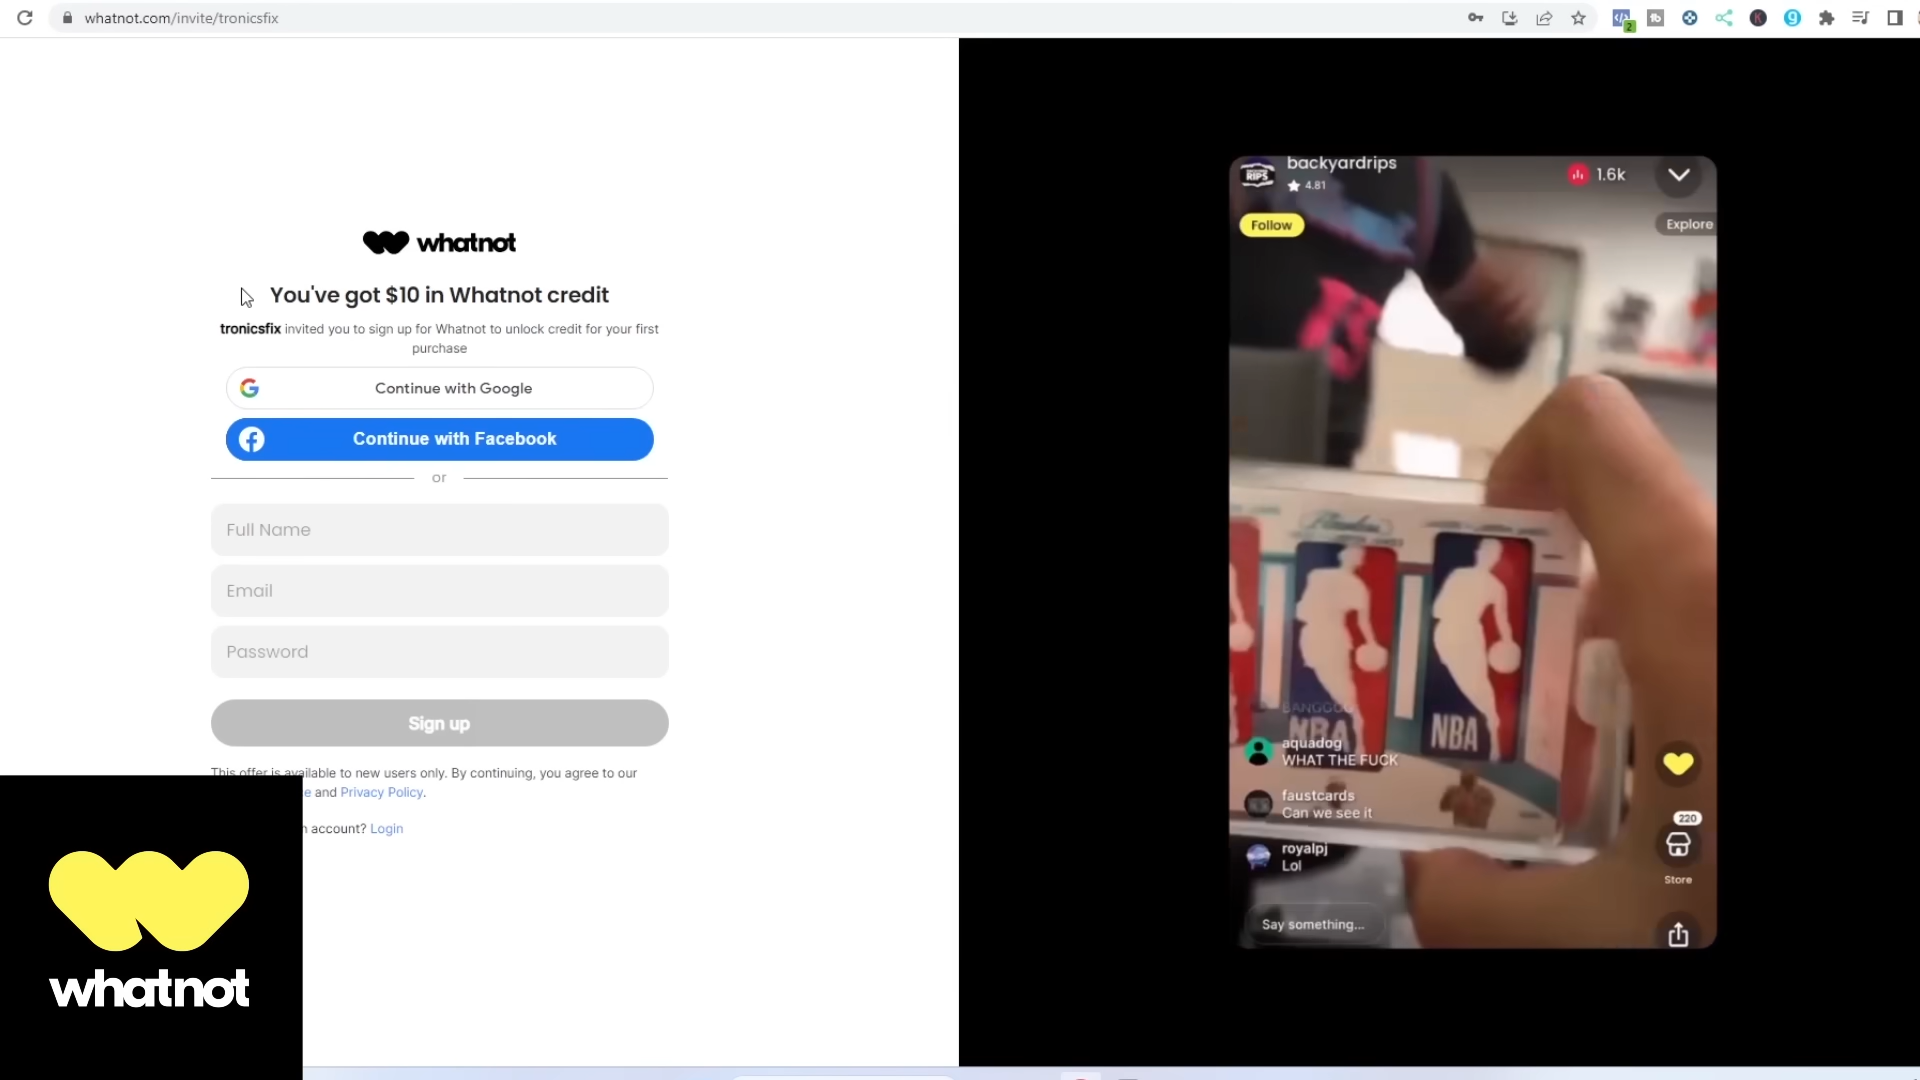 whatnot.com/invite/tronicsfix
2
whatnot
You've got $10 in Whatnot credit
tronicsfix invited you to sign up for Whatnot to unlock credit for your first
purchase
Continue with Google
Continue with Facebook
or
Full Name
Email
Password
Sign up
This offer is available to new users only. By continuing, you agree to our
e and Privacy Policy.
n account? Login
whatnot
backyardrips
4.81
RIPS
1.6k
Follow
Explore
NBA
NBA
aquadog
WHAT THE FUCK
faustcards
Can we see it
royalpj
Lol
220
Store
Say something...